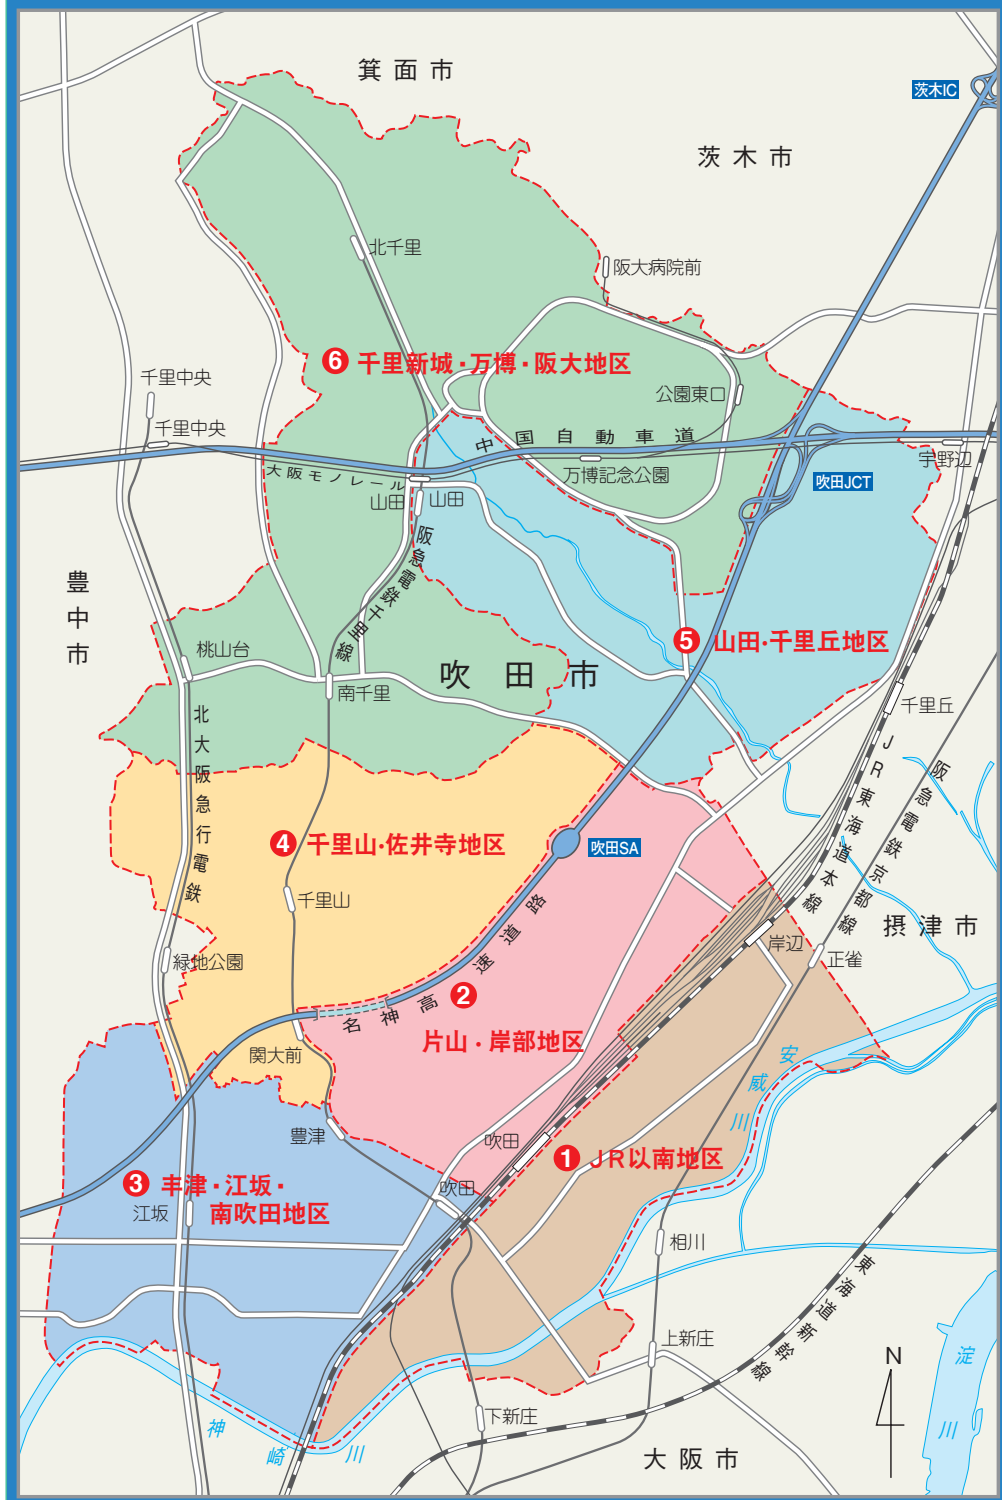 箕面市
茨木IC
茨木市
北千里
阪大病院前
❻ 千里新城・万博・阪大地区
千里中央
公園東口
千里中央
中国自動車道
宇野辺
大阪モノレール
万博記念公園
吹田JCT
山田
山田
阪急電鉄千里線
豊中市
❺ 山田・千里丘地区
桃山台
吹田市
南千里
千里丘
北大阪急行電鉄
JR東海道本線
阪急電鉄京都線
❹ 千里山・佐井寺地区
吹田SA
千里山
摂津市
岸辺
正雀
緑地公園
名神高速道路
❷
片山・岸部地区
関大前
安威川
豊津
吹田
❶ JR以南地区
❸ 丰津・江坂・
南吹田地区
吹田
江坂
相川
東海道新幹線
上新庄
N
淀川
下新庄
神崎川
大阪市